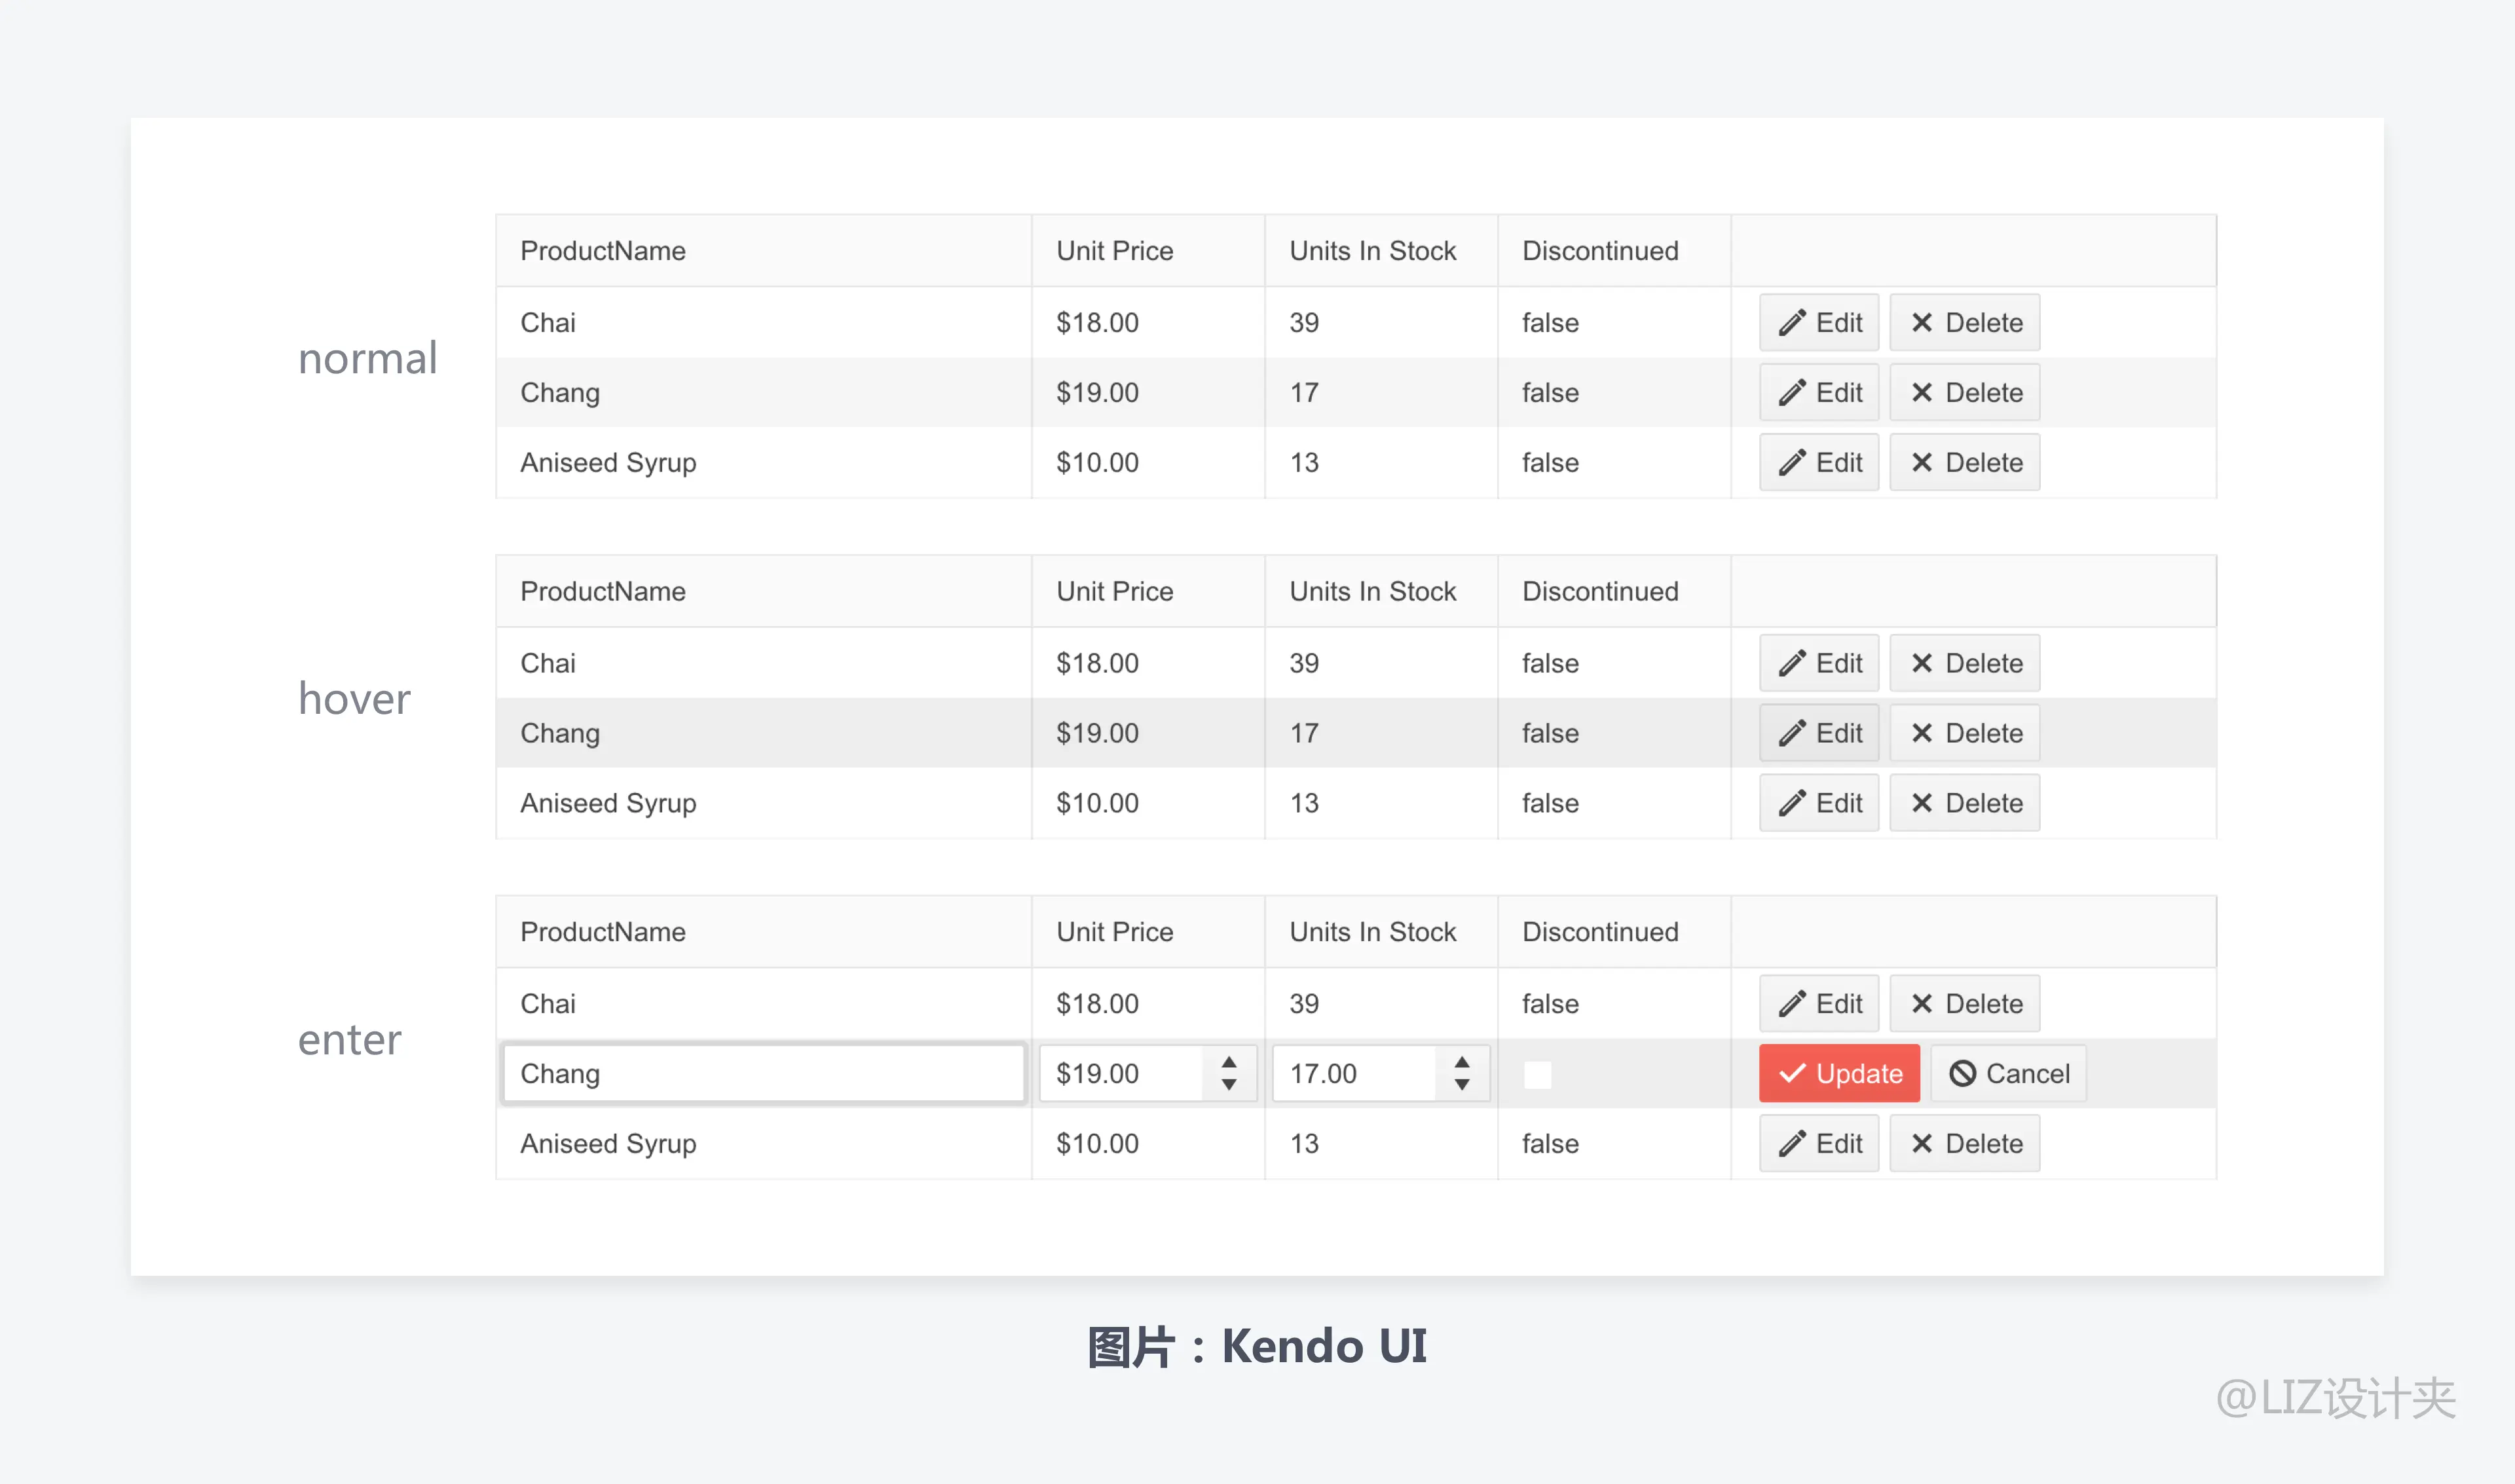 ProductName Unit Price Units In Stock Discontinued
Chai $18.00 39 false Edit Delete
normal
Chang $19.00 17 false Edit Delete
Aniseed Syrup $10.00 13 false Edit Delete
ProductName Unit Price Units In Stock Discontinued
Chai $18.00 39 false Edit Delete
hover
Chang $19.00 17 false Edit Delete
Aniseed Syrup $10.00 13 false Edit Delete
ProductName Unit Price Units In Stock Discontinued
Chai $18.00 39 false Edit Delete
enter
Chang $19.00 17.00 Update Cancel
Aniseed Syrup $10.00 13 false Edit Delete
图片：Kendo UI
@LIZ设计夹